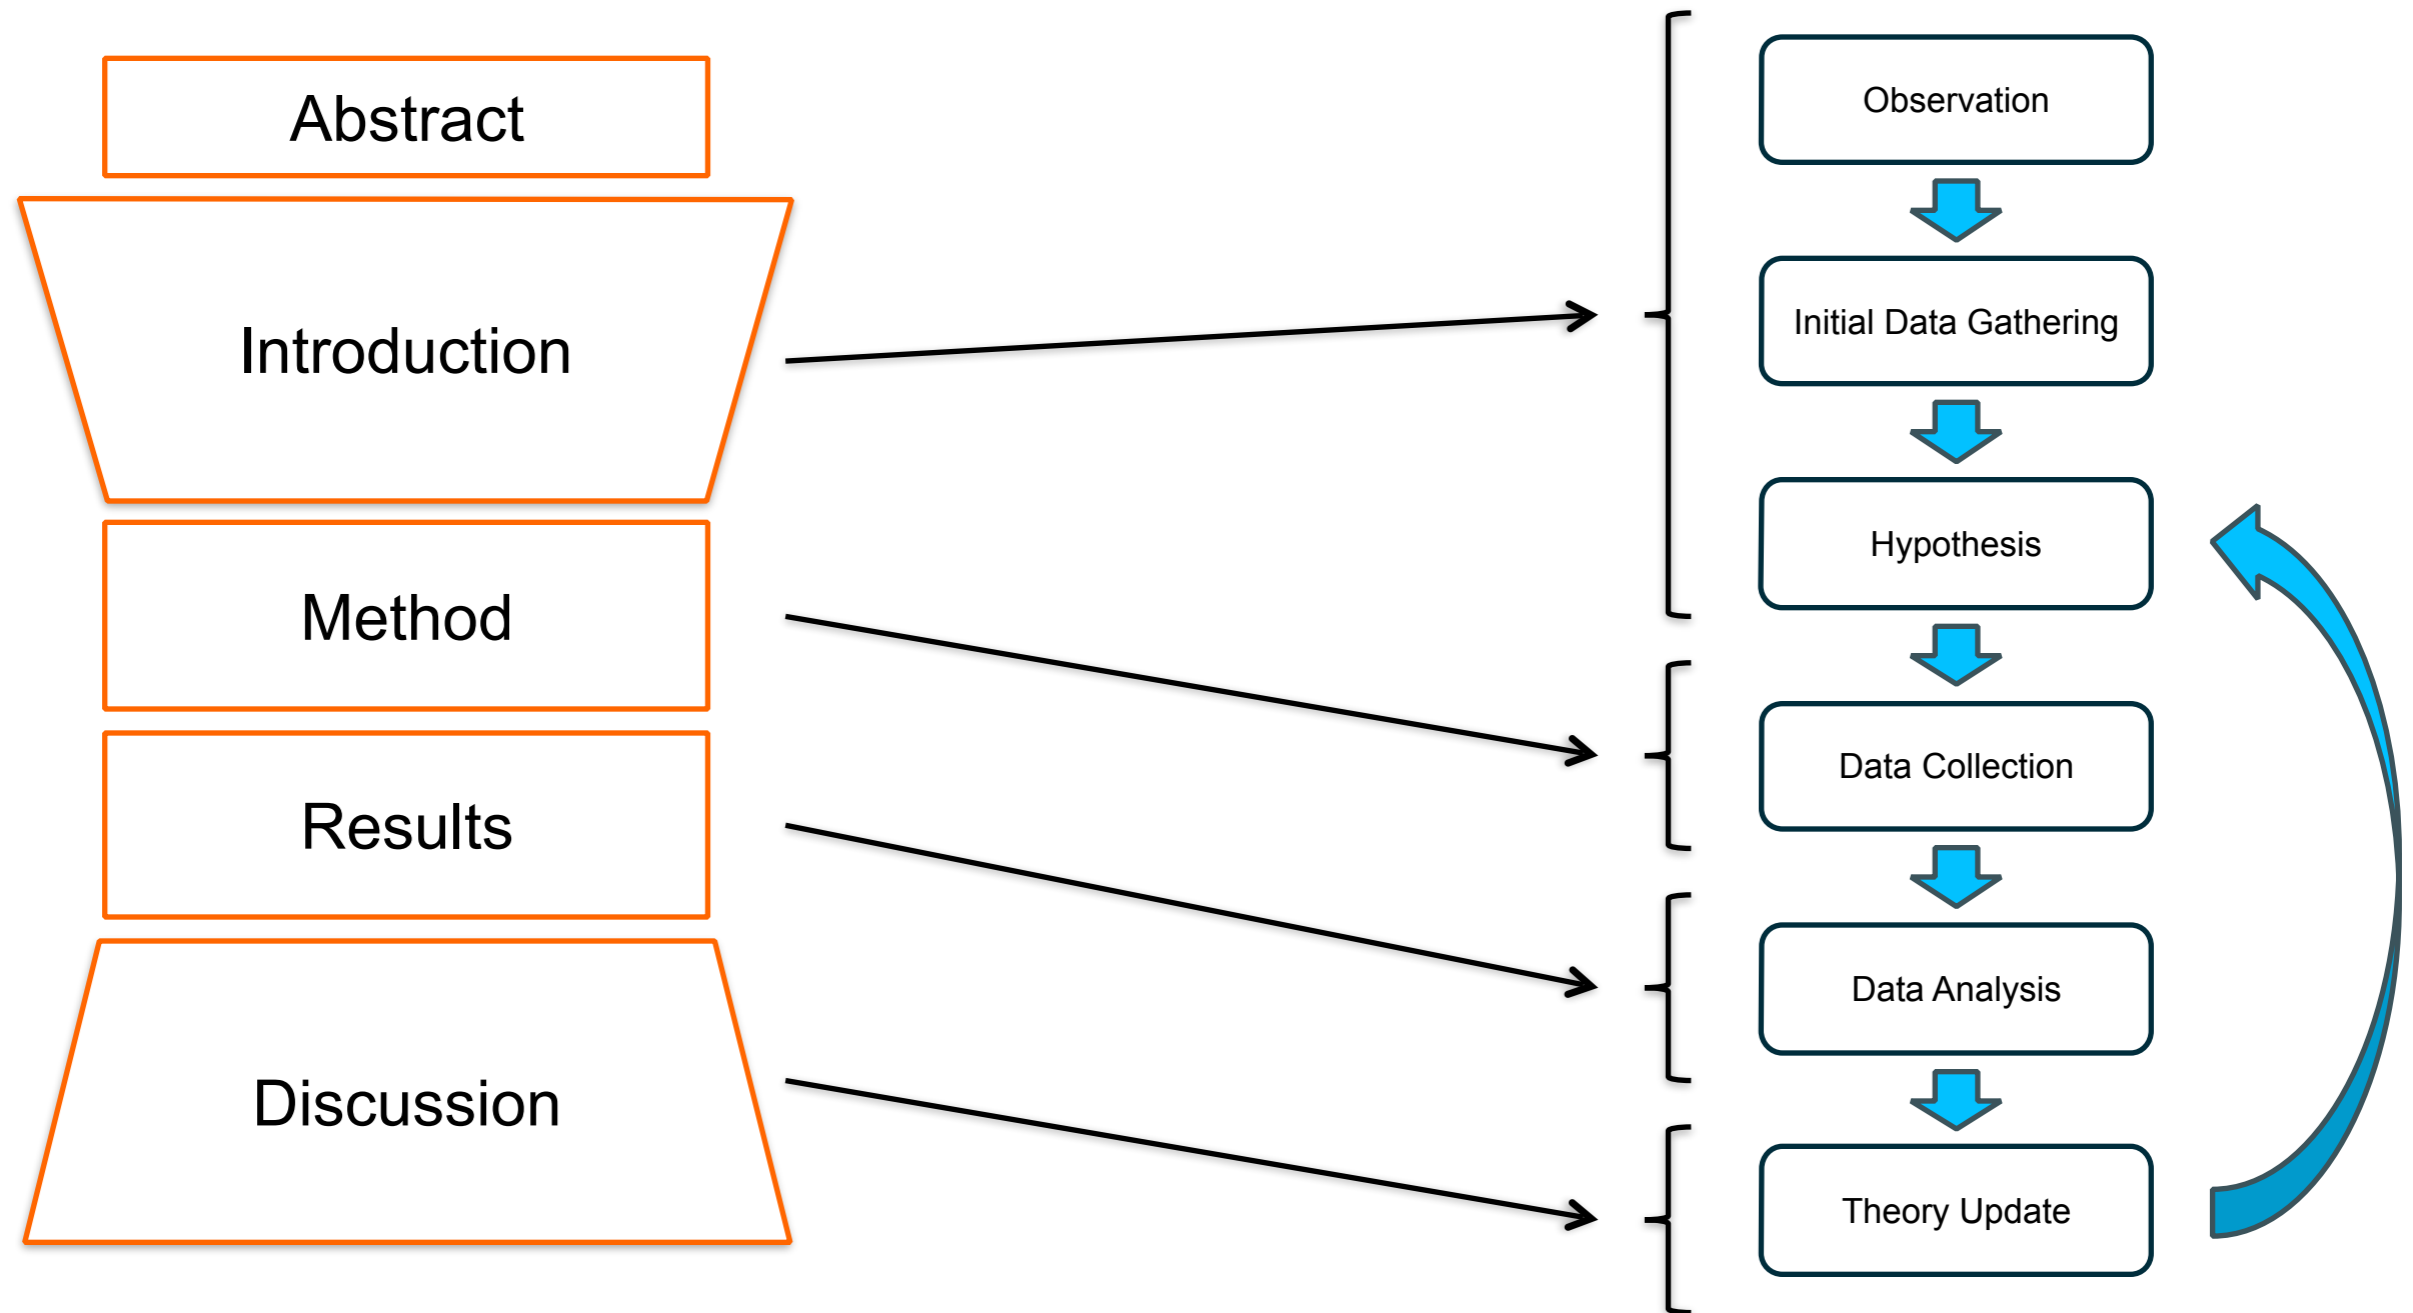 Abstract
Introduction
Method
Results
Discussion
Observation
Initial Data Gathering
Hypothesis
Data Collection
Data Analysis
Theory Update